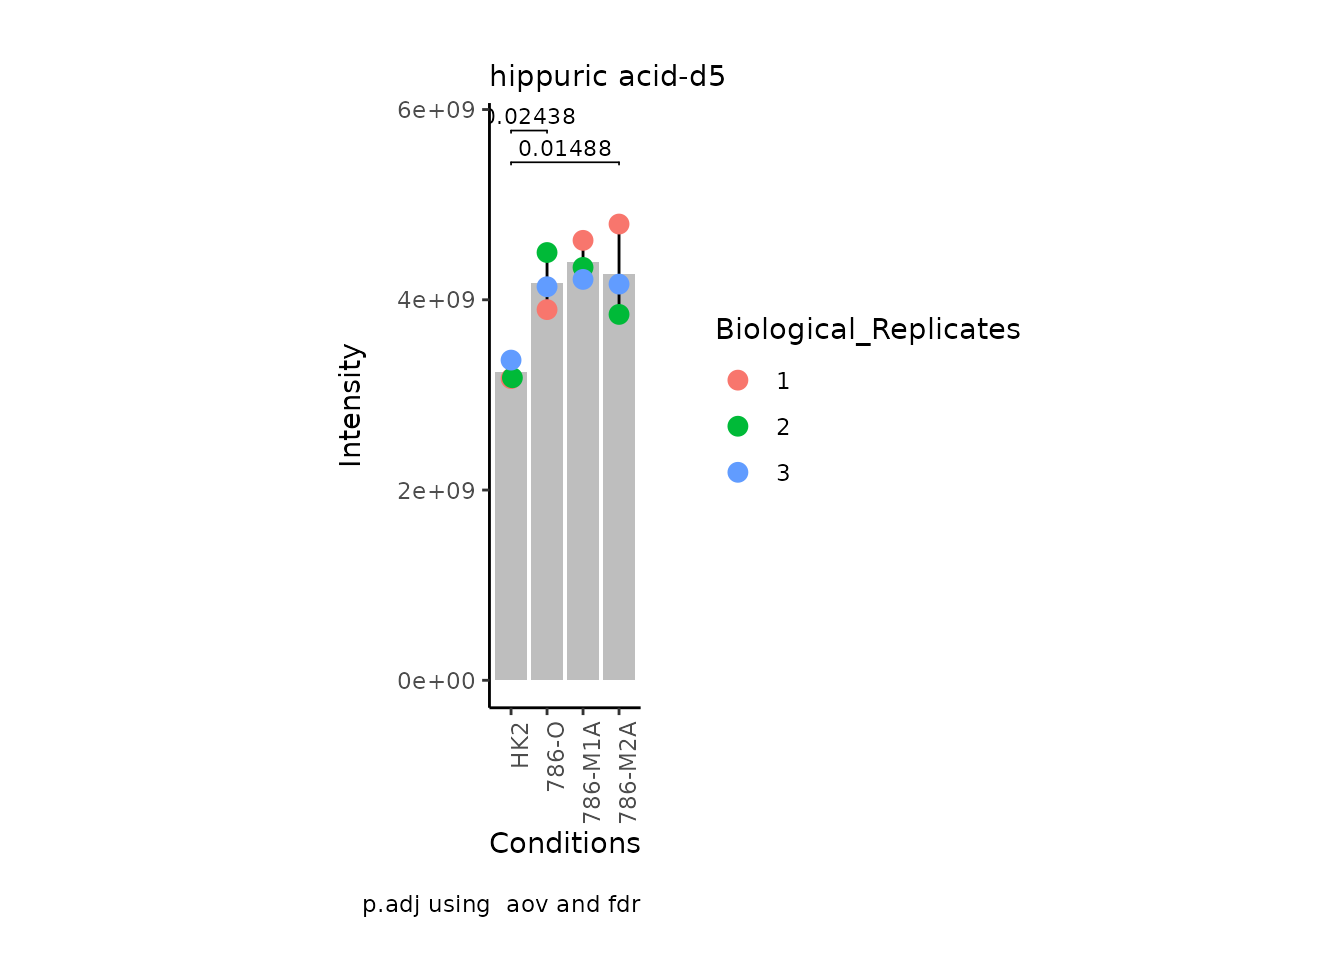 hippuric acid-d5
6e+09
0.02438
0.01488
4e+09
2e+09
0e+00
Intensity
HK2
786-O
786-M1A
786-M2A
Conditions
Biological_Replicates
1
2
3
p.adj using  aov and fdr